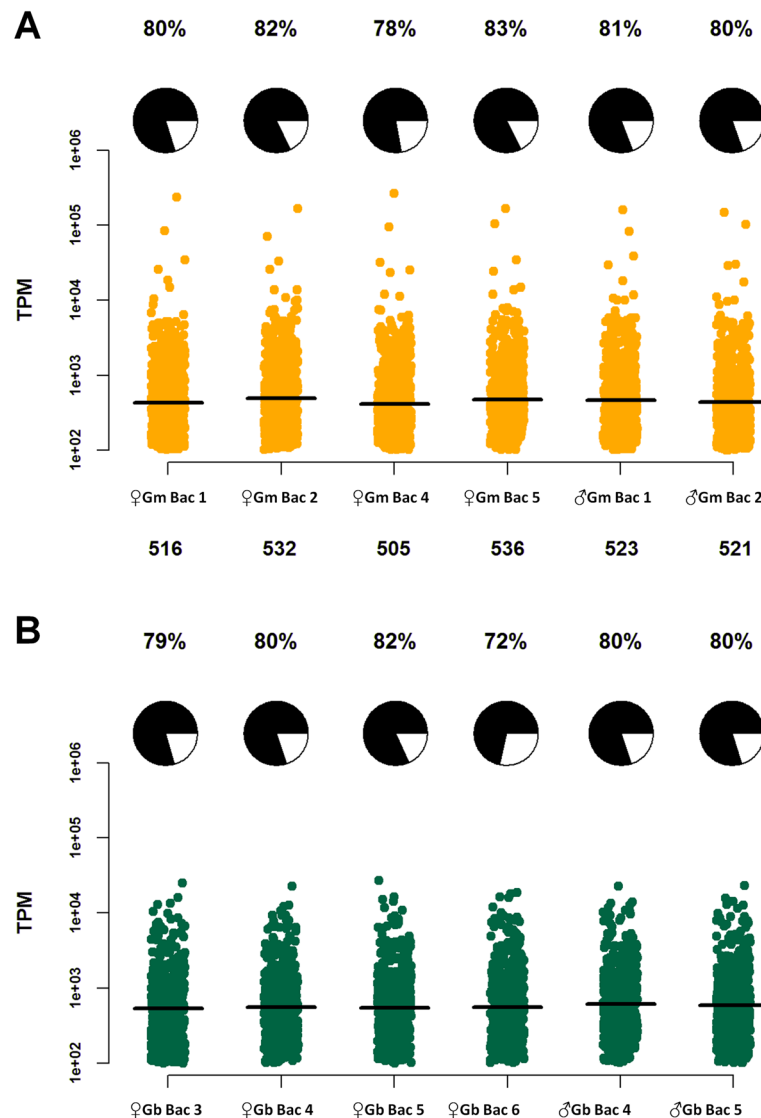 A
80% 82% 78% 83% 81% 80%
1e+06
1e+05
1e+04
1e+03
1e+02
TPM
♀Gm Bac 1 ♀Gm Bac 2 ♀Gm Bac 4 ♀Gm Bac 5 ♂Gm Bac 1 ♂Gm Bac 2
516 532 505 536 523 521
B
79% 80% 82% 72% 80% 80%
1e+06
1e+05
1e+04
1e+03
1e+02
TPM
♀Gb Bac 3 ♀Gb Bac 4 ♀Gb Bac 5 ♀Gb Bac 6 ♂Gb Bac 4 ♂Gb Bac 5